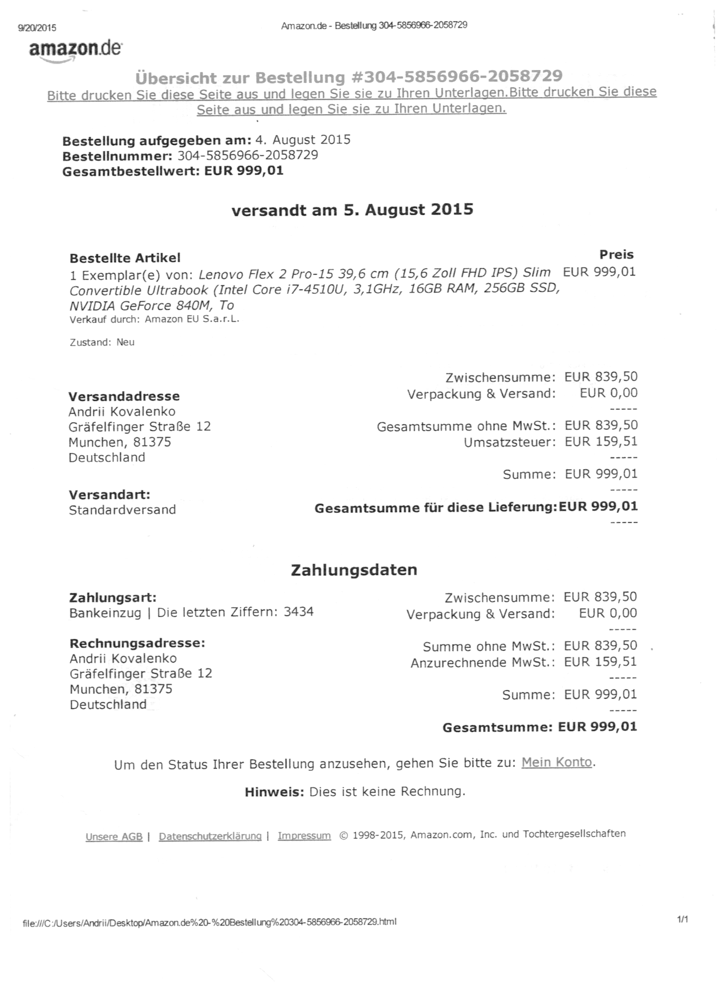 9/20/2015
Amazon.de - Bestellung 304-5856966-2058729
amazon.de
Übersicht zur Bestellung #304-5856966-2058729
Bitte drucken Sie diese Seite aus und legen Sie sie zu Ihren Unterlagen.Bitte drucken Sie diese
Seite aus und legen Sie sie zu Ihren Unterlagen.
Bestellung aufgegeben am: 4. August 2015
Bestellnummer: 304-5856966-2058729
Gesamtbestellwert: EUR 999,01
versandt am 5. August 2015
Bestellte Artikel Preis
1 Exemplar(e) von: Lenovo Flex 2 Pro-15 39,6 cm (15,6 Zoll FHD IPS) Slim EUR 999,01
Convertible Ultrabook (Intel Core i7-4510U, 3,1GHz, 16GB RAM, 256GB SSD,
NVIDIA GeForce 840M, To
Verkauf durch: Amazon EU S.a.r.L.
Zustand: Neu
Zwischensumme: EUR 839,50
Verpackung & Versand: EUR 0,00
-----
Gesamtsumme ohne MwSt.: EUR 839,50
Umsatzsteuer: EUR 159,51
-----
Summe: EUR 999,01
-----
Gesamtsumme für diese Lieferung: EUR 999,01
-----
Versandadresse
Andrii Kovalenko
Gräfelfinger Straße 12
Munchen, 81375
Deutschland
Versandart:
Standardversand
Zahlungsdaten
Zahlungsart:
Bankeinzug | Die letzten Ziffern: 3434
Rechnungsadresse:
Andrii Kovalenko
Gräfelfinger Straße 12
Munchen, 81375
Deutschland
Zwischensumme: EUR 839,50
Verpackung & Versand: EUR 0,00
-----
Summe ohne MwSt.: EUR 839,50
Anzurechnende MwSt.: EUR 159,51
-----
Summe: EUR 999,01
-----
Gesamtsumme: EUR 999,01
Um den Status Ihrer Bestellung anzusehen, gehen Sie bitte zu: Mein Konto.
Hinweis: Dies ist keine Rechnung.
Unsere AGB | Datenschutzerklärung | Impressum © 1998-2015, Amazon.com, Inc. und Tochtergesellschaften
file:///C:/Users/Andrii/Desktop/Amazon.de%20-%20Bestellung%20304-5856966-2058729.html
1/1